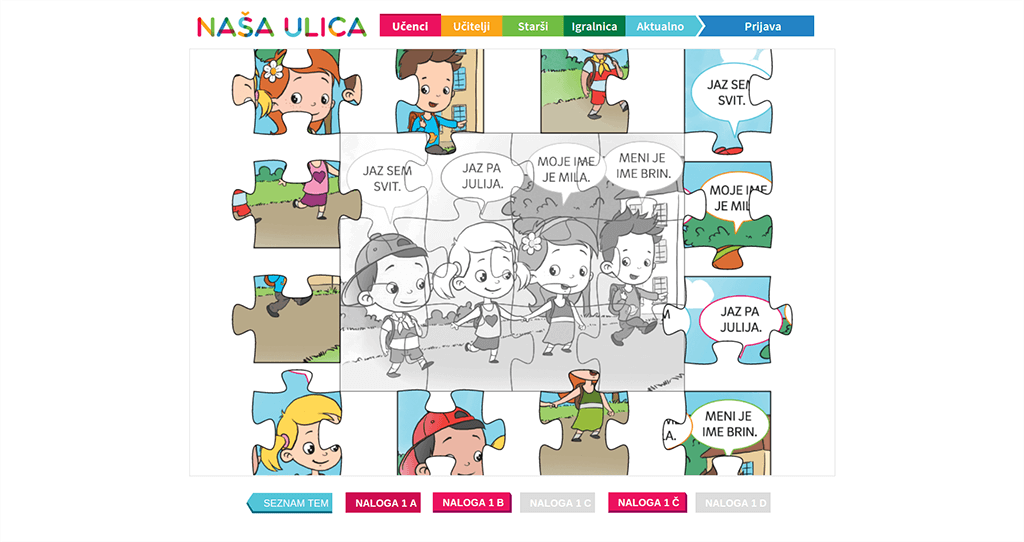 NAŠA ULICA
Učenci
Učitelji
Starši
Igralnica
Aktualno
Prijava
JAZ SEM
SVIT.
JAZ SEM
SVIT.
JAZ PA
JULIJA.
MOJE IME
JE MILA.
MENI JE
IME BRIN.
MOJE IME
JE MIL
JAZ PA
JULIJA.
MENI JE
IME BRIN.
A.
SEZNAM TEM
NALOGA 1 A
NALOGA 1 B
NALOGA 1 C
NALOGA 1 Č
NALOGA 1 D